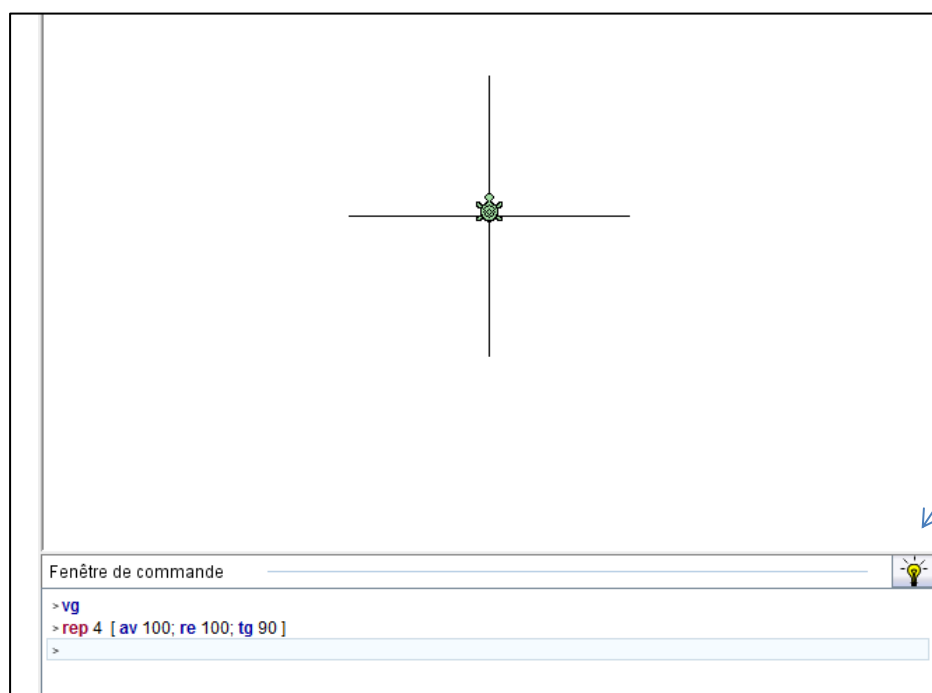 Fenêtre de commande
> vg
> rep 4 [ av 100; re 100; tg 90 ]
>